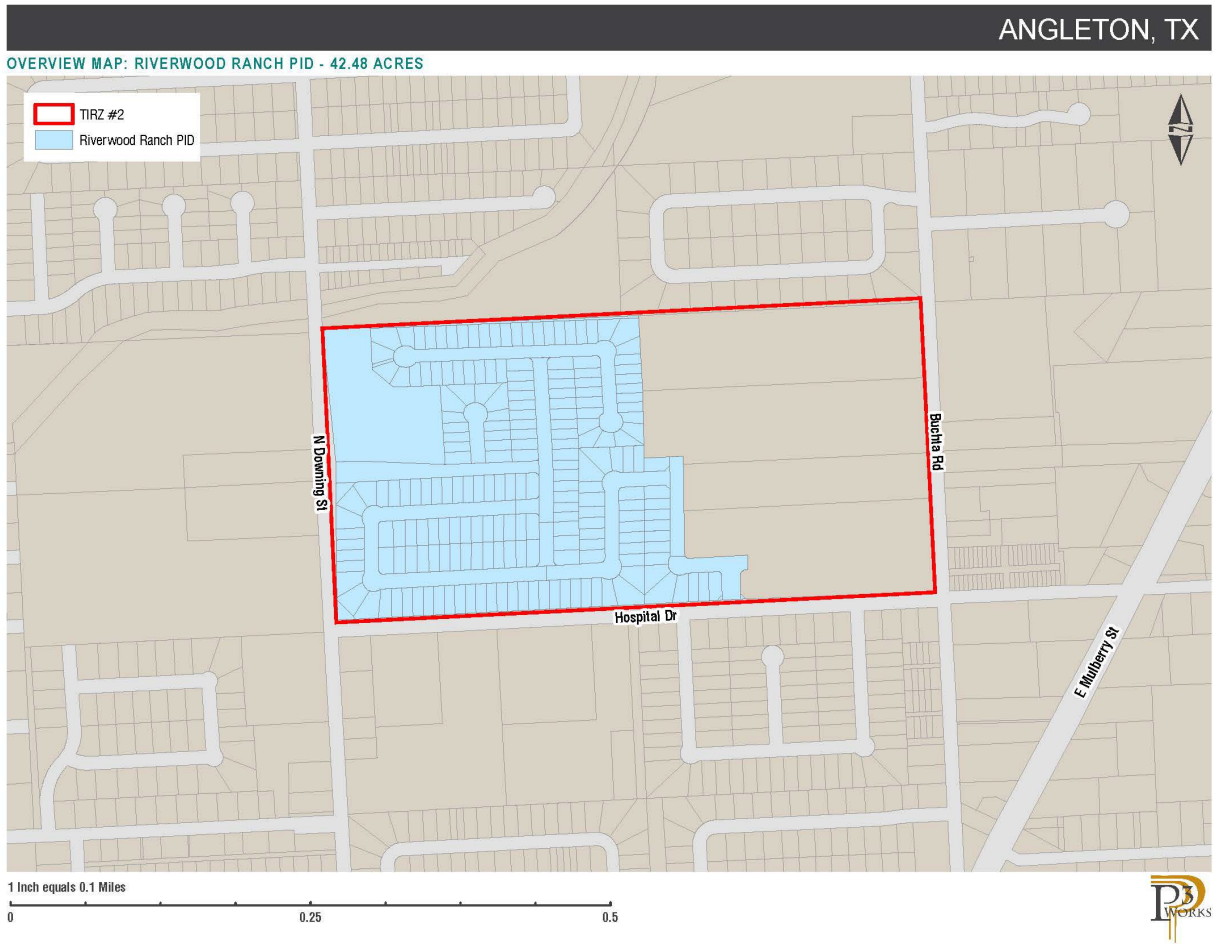 ANGLETON, TX
OVERVIEW MAP: RIVERWOOD RANCH PID - 42.48 ACRES
TIRZ #2
Riverwood Ranch PID
N
N Downing St
Buchta Rd
Hospital Dr
E Mulberry St
1 Inch equals 0.1 Miles
0 0.25 0.5
P3
WORKS